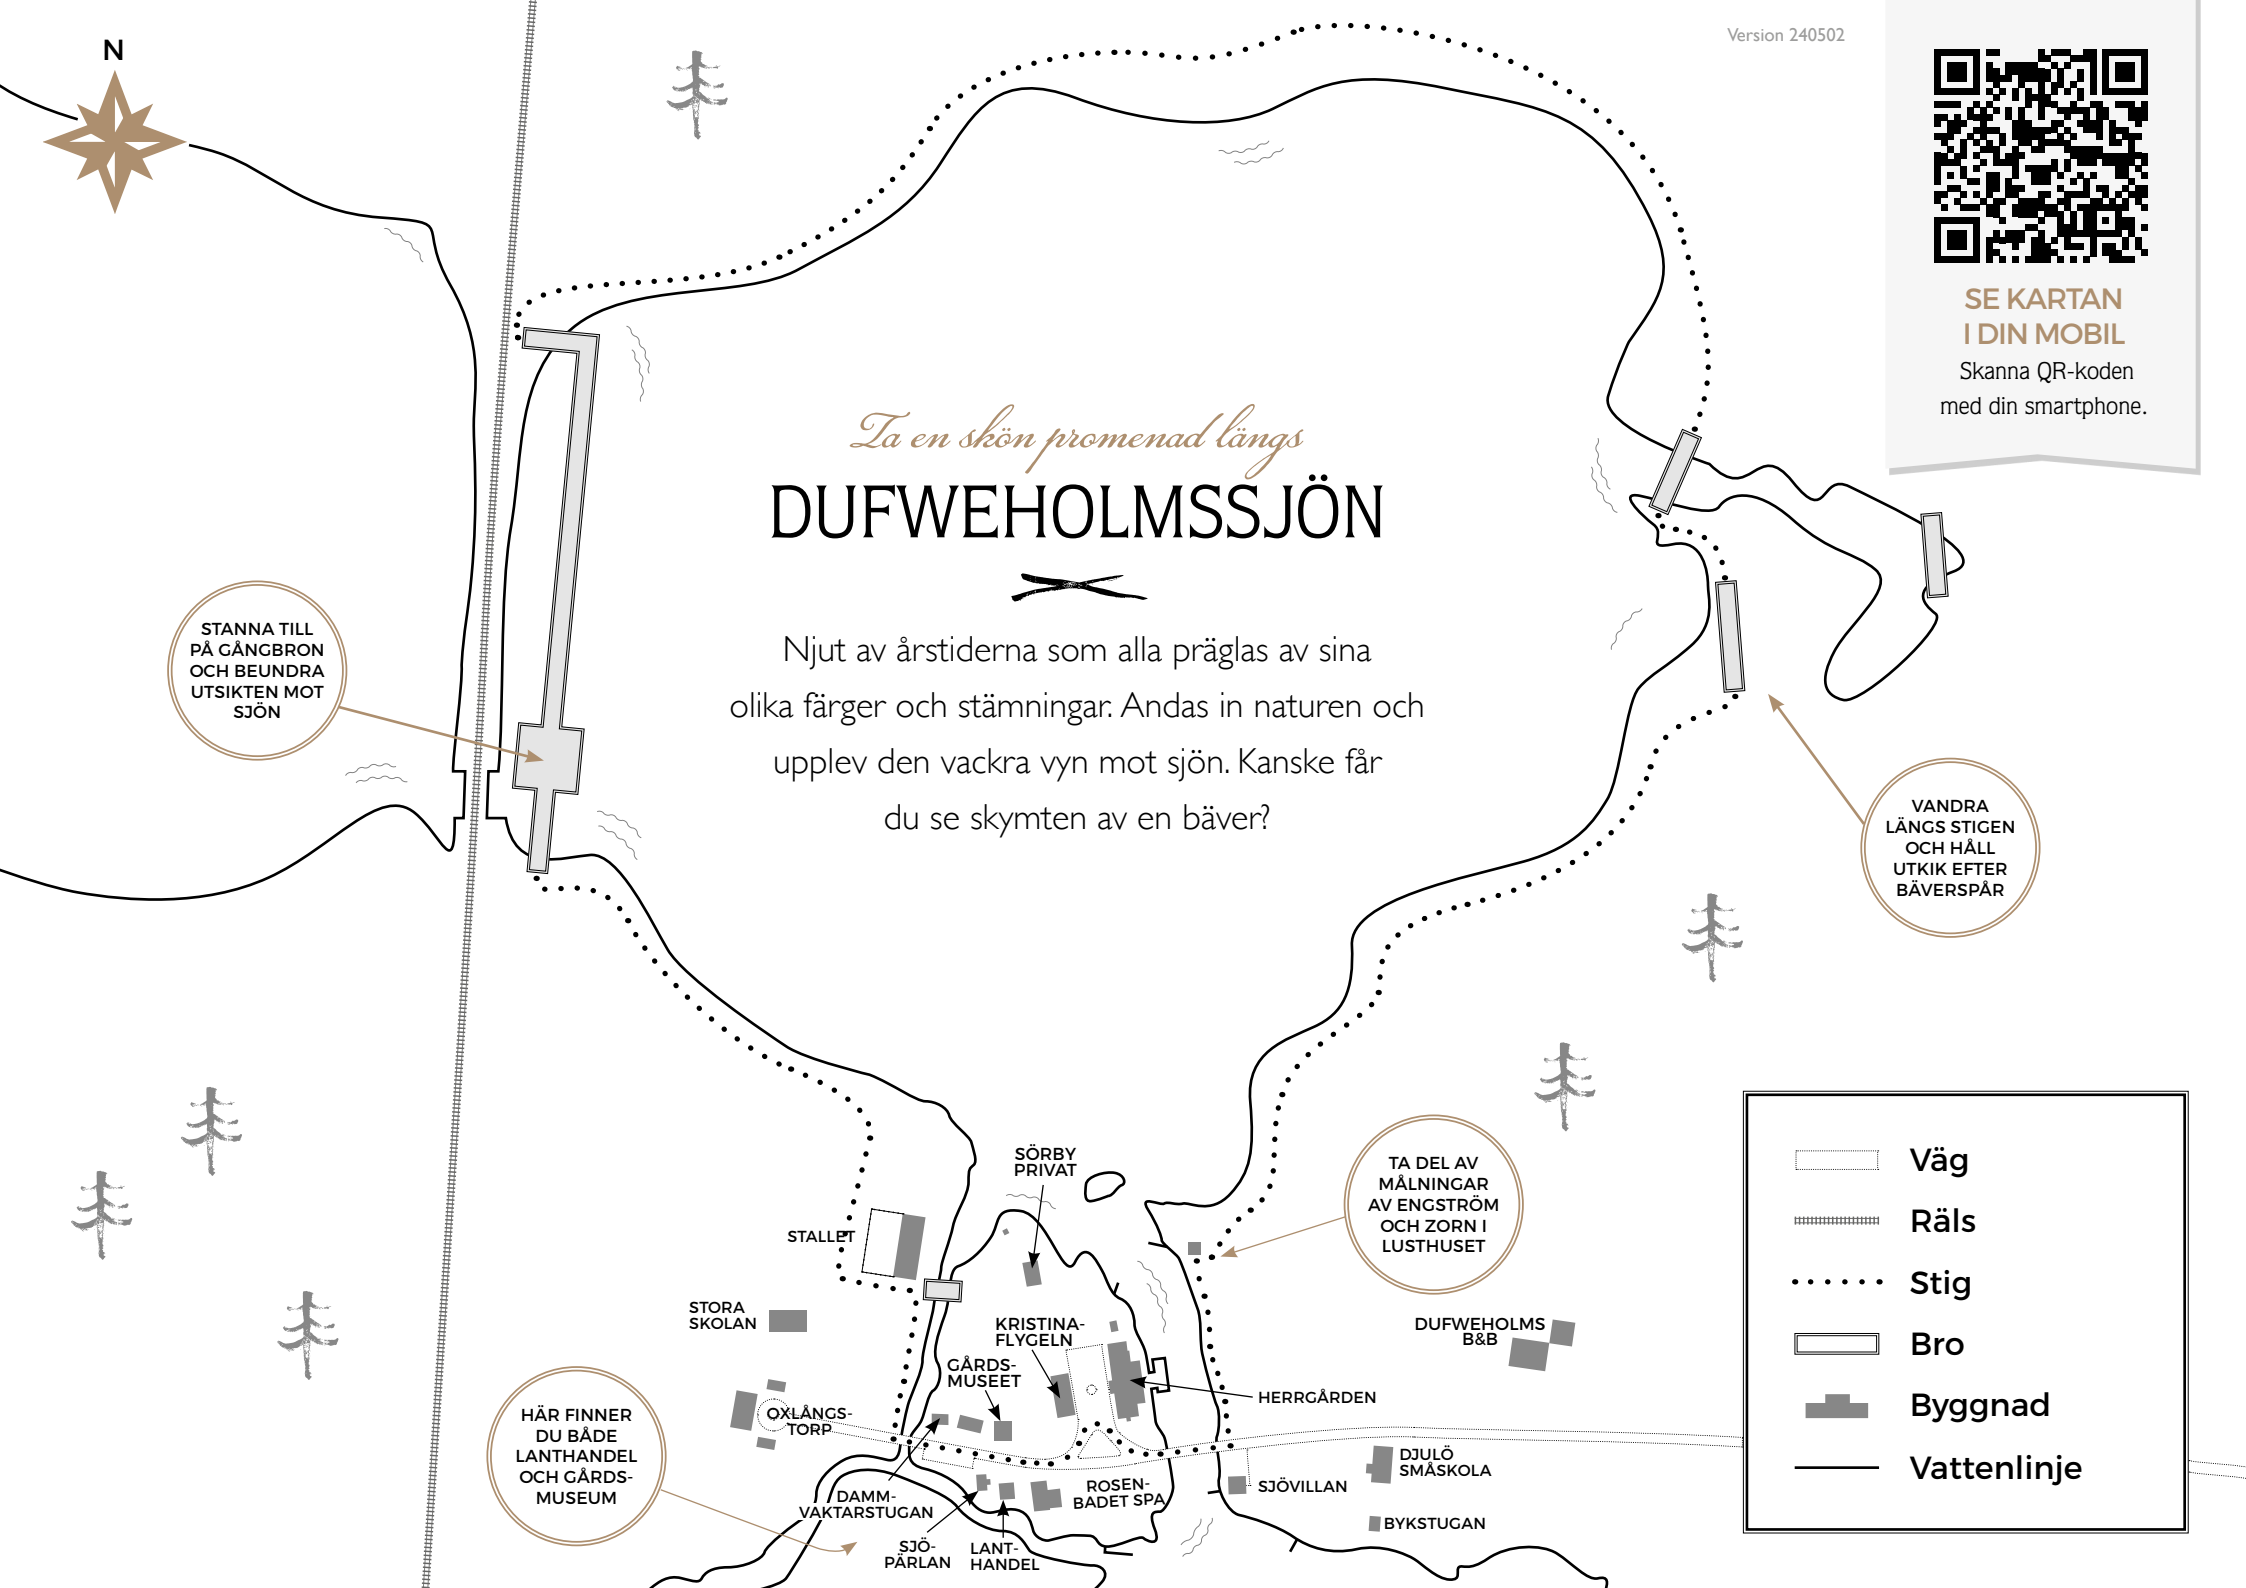 N
Version 240502
SE KARTAN
I DIN MOBIL
Skanna QR-koden
med din smartphone.
Ta en skön promenad längs
DUFWEHOLMSSJÖN
Njut av årstiderna som alla präglas av sina
olika färger och stämningar. Andas in naturen och
upplev den vackra vyn mot sjön. Kanske får
du se skymten av en bäver?
STANNA TILL
PÅ GÅNGBRON
OCH BEUNDRA
UTSIKTEN MOT
SJÖN
VANDRA
LÄNGS STIGEN
OCH HÅLL
UTKIK EFTER
BÄVERSPÅR
TA DEL AV
MÅLNINGAR
AV ENGSTRÖM
OCH ZORN I
LUSTHUSET
SÖRBY
PRIVAT
STALLET
STORA
SKOLAN
KRISTINA-
FLYGELN
GÅRDS-
MUSEET
HERRGÅRDEN
DUFWEHOLMS
B&B
OXLÅNGS-
TORP
HÄR FINNER
DU BÅDE
LANTHANDEL
OCH GÅRDS-
MUSEUM
DAMM-
VAKTARSTUGAN
SJÖ-
PÄRLAN
LANT-
HANDEL
ROSEN-
BADET SPA
SJÖVILLAN
DJULÖ
SMÅSKOLA
BYKSTUGAN
Väg
Räls
Stig
Bro
Byggnad
Vattenlinje